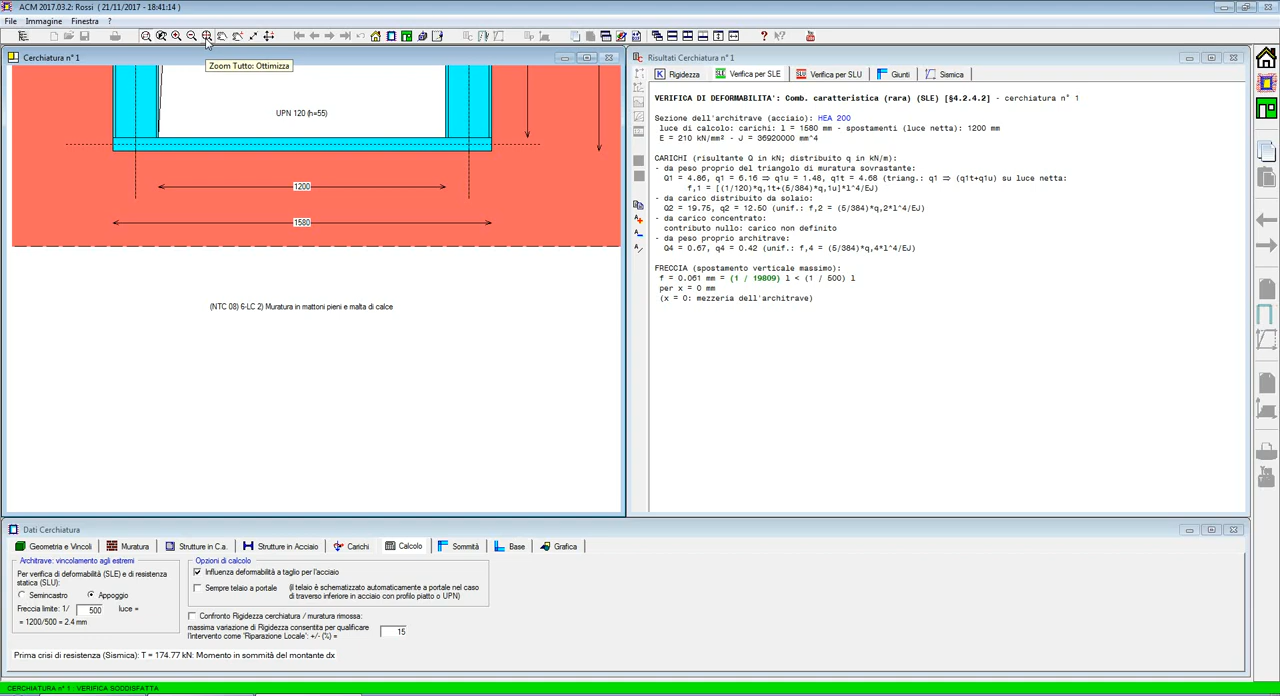 ACM 2017.03.2: Rossi ( 21/11/2017 - 18:41:14 )
File Immagine Finestra ?
Zoom Tutto: Ottimizza
Cerchiatura n° 1
UPN 120 (h=55)
1200
1580
(NTC 08) 6-LC 2) Muratura in mattoni pieni e malta di calce
Risultati Cerchiatura n° 1
K Rigidezza SLE Verifica per SLE SLU Verifica per SLU Giunti Sismica
VERIFICA DI DEFORMABILITA': Comb. caratteristica (rara) (SLE) [§4.2.4.2] - cerchiatura n° 1
Sezione dell'architrave (acciaio): HEA 200
luce di calcolo: carichi: l = 1580 mm - spostamenti (luce netta): 1200 mm
E = 210 kN/mm² - J = 36920000 mm^4
CARICHI (risultante Q in kN; distribuito q in kN/m):
- da peso proprio del triangolo di muratura sovrastante:
Q1 = 4.86, q1 = 6.16 ⇒ q1u = 1.48, q1t = 4.68 (triang.: q1 ⇒ (q1t+q1u) su luce netta:
f,1 = [(1/120)*q,1t+(5/384)*q,1u]*l^4/EJ)
- da carico distribuito da solaio:
Q2 = 19.75, q2 = 12.50 (unif.: f,2 = (5/384)*q,2*l^4/EJ)
- da carico concentrato:
contributo nullo: carico non definito
- da peso proprio architrave:
Q4 = 0.67, q4 = 0.42 (unif.: f,4 = (5/384)*q,4*l^4/EJ)
FRECCIA (spostamento verticale massimo):
f = 0.061 mm = (1 / 19809) l < (1 / 500) l
per x = 0 mm
(x = 0: mezzeria dell'architrave)
Dati Cerchiatura
Geometria e Vincoli Muratura Strutture in C.a. Strutture in Acciaio Carichi Calcolo Sommità Base Grafica
Architrave: vincolamento agli estremi
Per verifica di deformabilità (SLE) e di resistenza
statica (SLU):
Semincastro Appoggio
Freccia limite: 1/ 500 luce =
= 1200/500 = 2.4 mm
Opzioni di calcolo
Influenza deformabilità a taglio per l'acciaio
Sempre telaio a portale (il telaio è schematizzato automaticamente a portale nel caso
di traverso inferiore in acciaio con profilo piatto o UPN)
Confronto Rigidezza cerchiatura / muratura rimossa:
massima variazione di Rigidezza consentita per qualificare
l'intervento come 'Riparazione Locale': +/- (%) = 15
Prima crisi di resistenza (Sismica): T = 174.77 kN: Momento in sommità del montante dx
CERCHIATURA n° 1 : VERIFICA SODDISFATTA